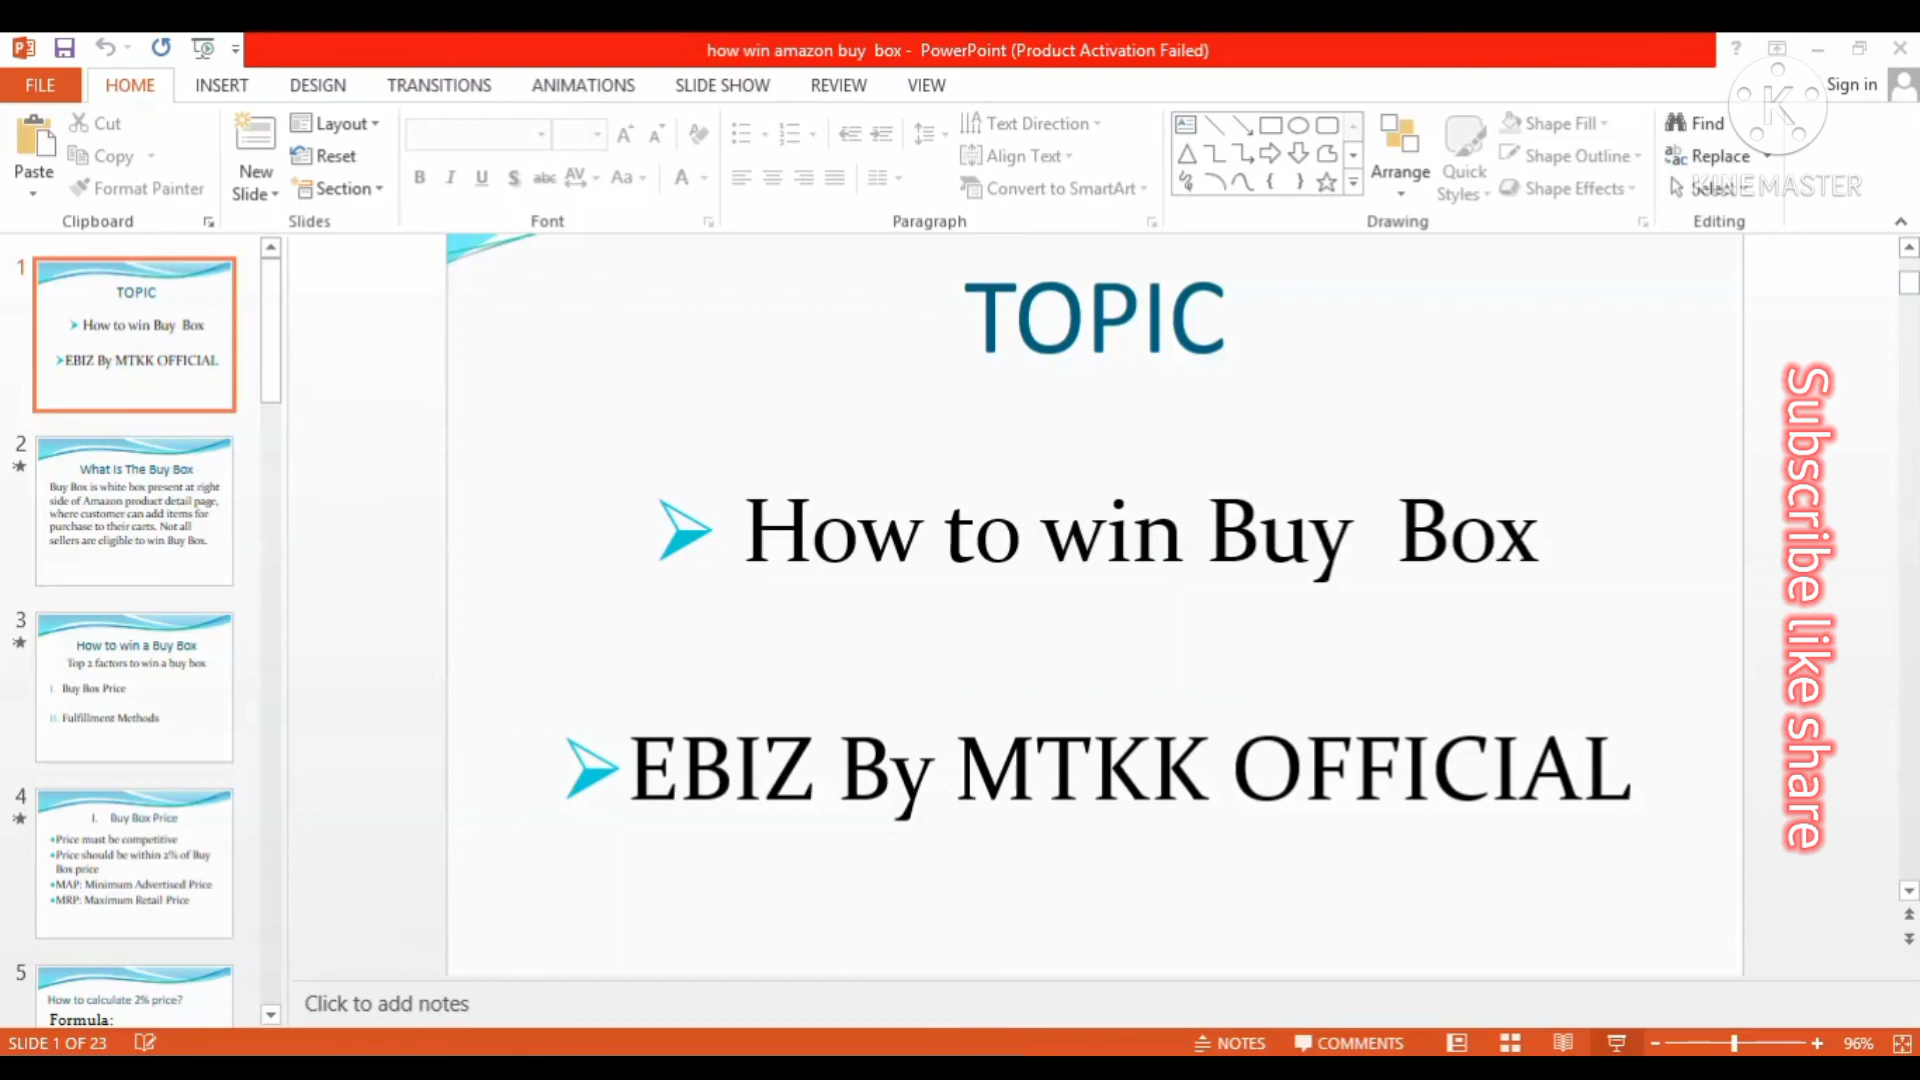 how win amazon buy  box -  PowerPoint (Product Activation Failed)
FILE HOME INSERT DESIGN TRANSITIONS ANIMATIONS SLIDE SHOW REVIEW VIEW Sign in
Paste
Cut
Copy
Format Painter
Clipboard
New Slide
Layout
Reset
Section
Slides
Font
Text Direction
Align Text
Convert to SmartArt
Paragraph
Arrange
Quick Styles
Shape Fill
Shape Outline
Shape Effects
Drawing
Find
Replace
Select
Editing
K
KINEMASTER
1
TOPIC
How to win Buy  Box
EBIZ By MTKK OFFICIAL
2
What Is The Buy Box
Buy Box is white box present at right
side of Amazon product detail page,
where customer can add items for
purchase to their carts. Not all
sellers are eligible to win Buy Box.
3
How to win a Buy Box
Top 2 factors to win a buy box
I. Buy Box Price
II. Fulfillment Methods
4
I. Buy Box Price
Price must be competitive
Price should be within 2% of Buy
Box price
MAP: Minimum Advertised Price
MRP: Maximum Retail Price
5
How to calculate 2% price?
Formula:
TOPIC
How to win Buy  Box
EBIZ By MTKK OFFICIAL
Subscribe like share
Click to add notes
SLIDE 1 OF 23 NOTES COMMENTS 96%